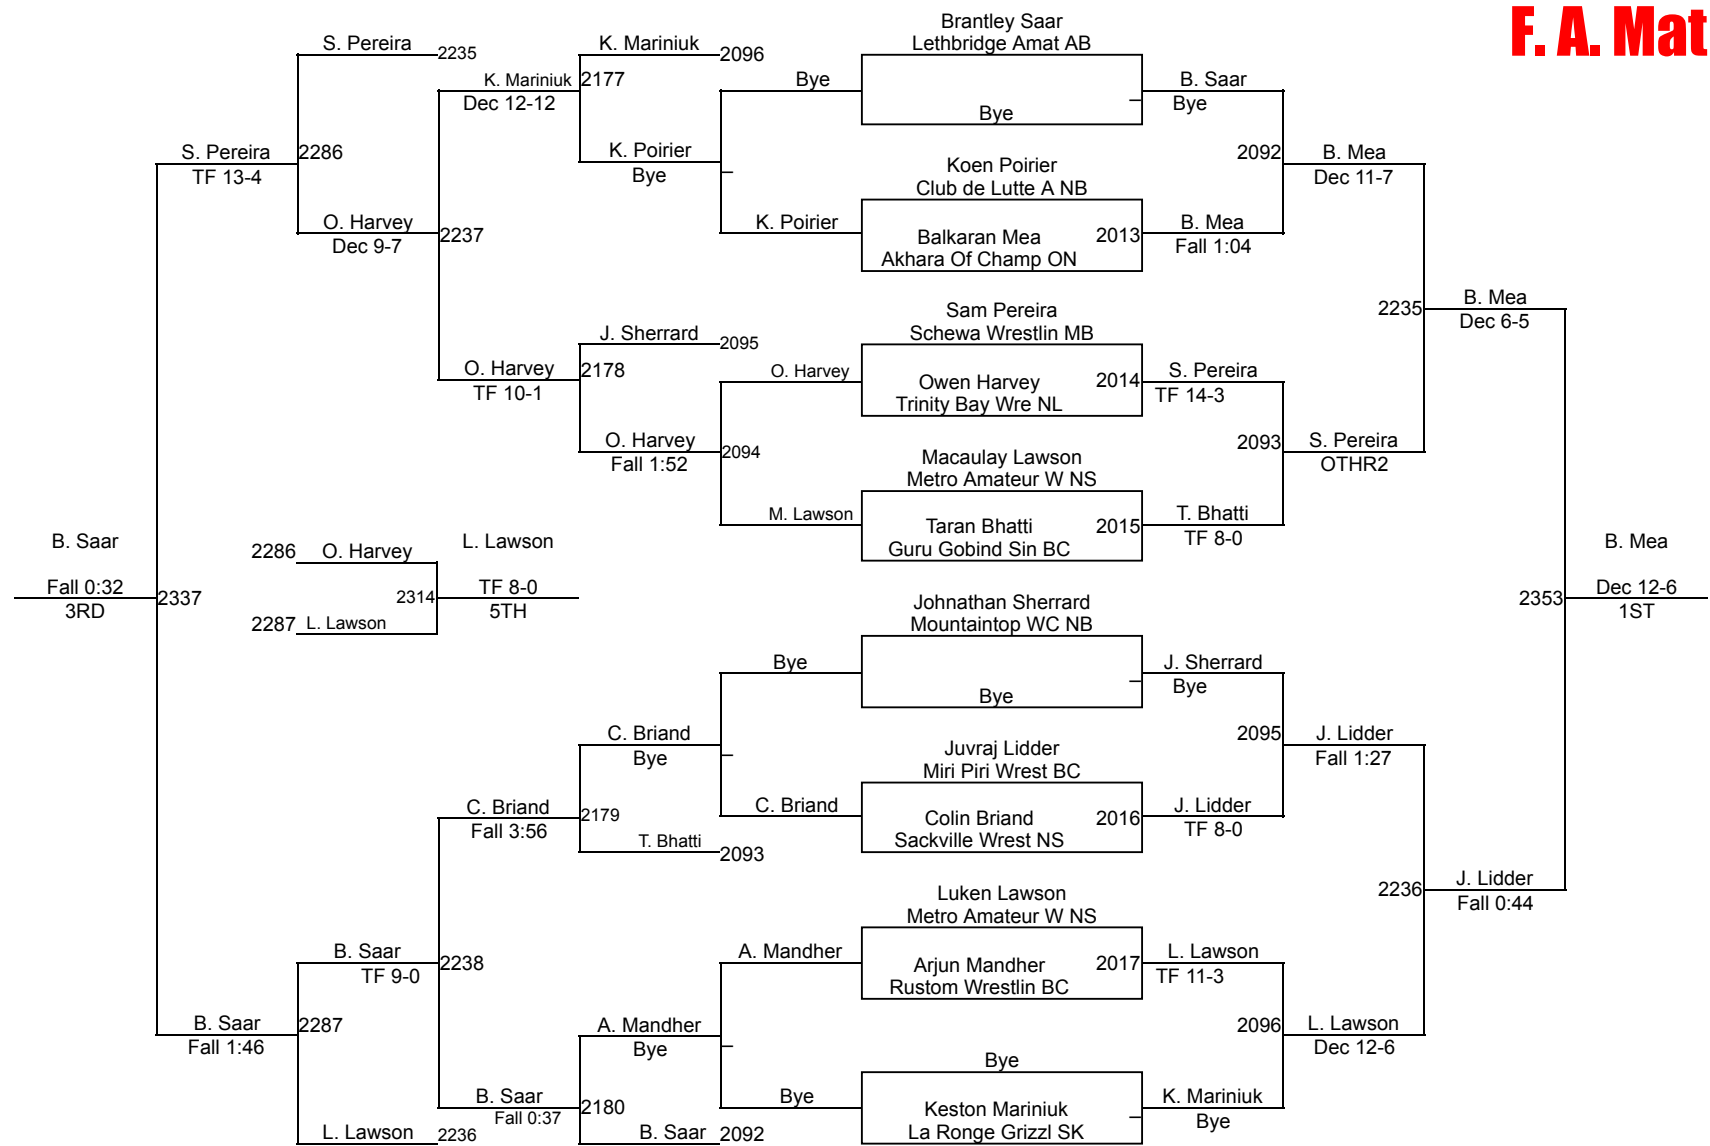 F. A. Mat
Brantley Saar
Lethbridge Amat AB
Bye
Koen Poirier
Club de Lutte A NB
Balkaran Mea
2013
Akhara Of Champ ON
Sam Pereira
Schewa Wrestlin MB
Owen Harvey
2014
Trinity Bay Wre NL
Macaulay Lawson
Metro Amateur W NS
Taran Bhatti
2015
Guru Gobind Sin BC
Johnathan Sherrard
Mountaintop WC NB
Bye
Juvraj Lidder
Miri Piri Wrest BC
Colin Briand
2016
Sackville Wrest NS
Luken Lawson
Metro Amateur W NS
Arjun Mandher
2017
Rustom Wrestlin BC
Bye
Keston Mariniuk
La Ronge Grizzl SK
B. Saar
Bye
2092
B. Mea
Fall 1:04
S. Pereira
TF 14-3
2093
T. Bhatti
TF 8-0
J. Sherrard
Bye
2095
J. Lidder
TF 8-0
L. Lawson
TF 11-3
2096
K. Mariniuk
Bye
B. Mea
Dec 11-7
2235
S. Pereira
OTHR2
J. Lidder
Fall 1:27
2236
L. Lawson
Dec 12-6
B. Mea
Dec 6-5
2353
J. Lidder
Fall 0:44
B. Mea
Dec 12-6
1ST
Bye
K. Poirier
O. Harvey
2094
M. Lawson
Bye
C. Briand
A. Mandher
Bye
K. Mariniuk
2096
2177
K. Poirier
Bye
J. Sherrard
2095
2178
O. Harvey
Fall 1:52
C. Briand
Bye
2179
T. Bhatti
2093
A. Mandher
Bye
2180
B. Saar
2092
K. Mariniuk
Dec 12-12
2237
O. Harvey
TF 10-1
C. Briand
Fall 3:56
2238
B. Saar
Fall 0:37
S. Pereira
2235
2286
O. Harvey
Dec 9-7
B. Saar
TF 9-0
2287
L. Lawson
2236
S. Pereira
TF 13-4
2337
B. Saar
Fall 1:46
B. Saar
Fall 0:32
3RD
2286
O. Harvey
2314
2287
L. Lawson
L. Lawson
TF 8-0
5TH